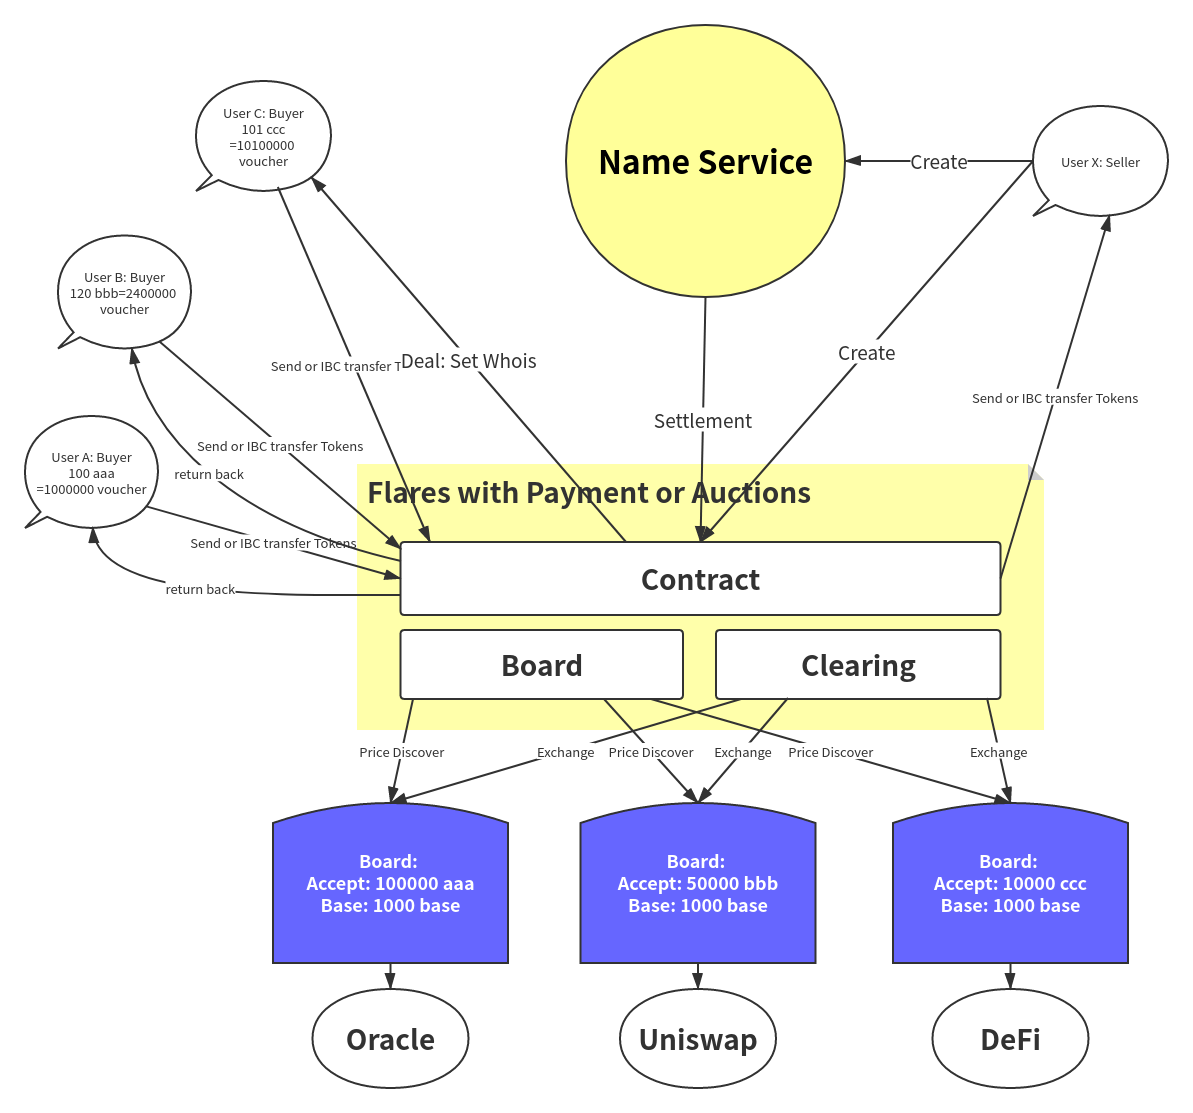 User C: Buyer
101 ccc
=10100000
voucher
Name Service
Create
User X: Seller
User B: Buyer
120 bbb=2400000
voucher
Send or IBC transfer T
Deal: Set Whois
Create
Send or IBC transfer Tokens
Settlement
Send or IBC transfer Tokens
return back
User A: Buyer
100 aaa
=1000000 voucher
Flares with Payment or Auctions
Send or IBC transfer Tokens
return back
Contract
Board
Clearing
Price Discover
Exchange
Price Discover
Exchange
Price Discover
Exchange
Board:
Accept: 100000 aaa
Base: 1000 base
Board:
Accept: 50000 bbb
Base: 1000 base
Board:
Accept: 10000 ccc
Base: 1000 base
Oracle
Uniswap
DeFi